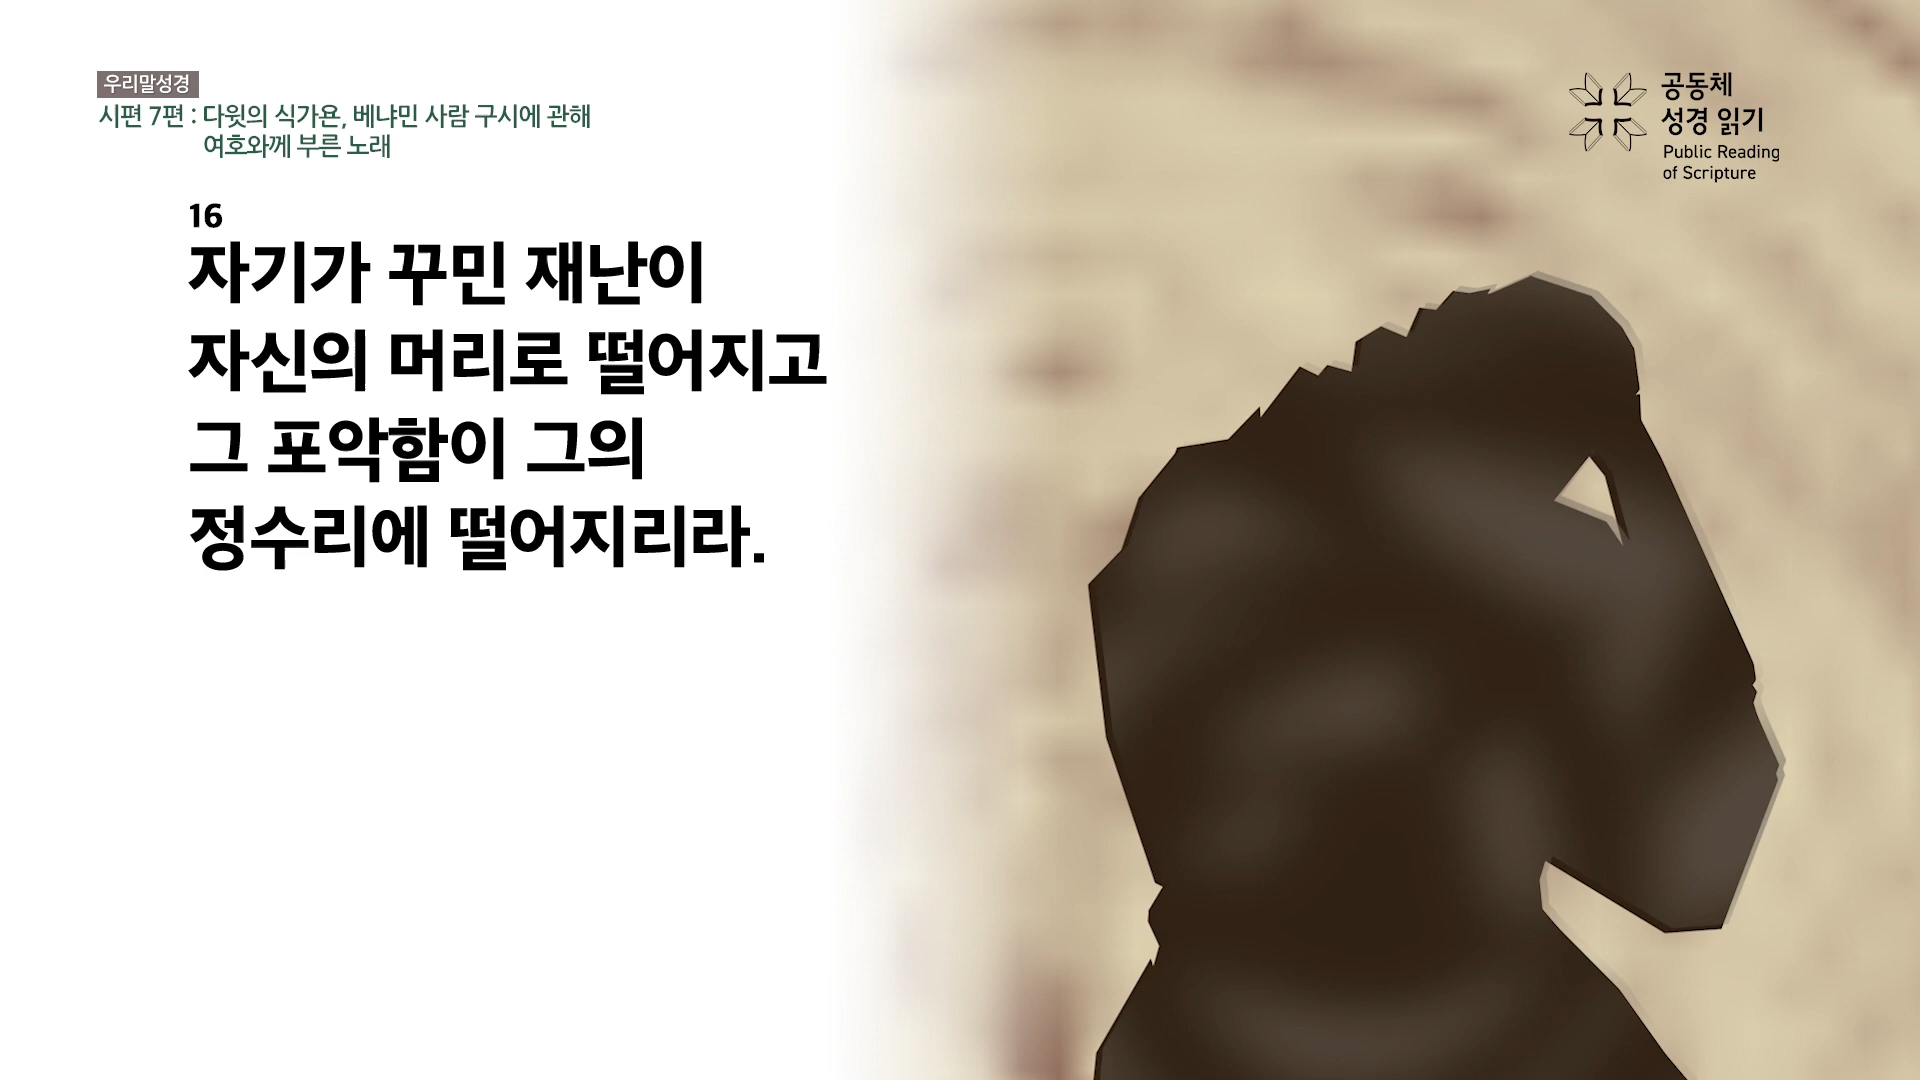 우리말성경
시편 7편 : 다윗의 식가욘, 베냐민 사람 구시에 관해
여호와께 부른 노래
16
자기가 꾸민 재난이
자신의 머리로 떨어지고
그 포악함이 그의
정수리에 떨어지리라.
공동체
성경 읽기
Public Reading
of Scripture